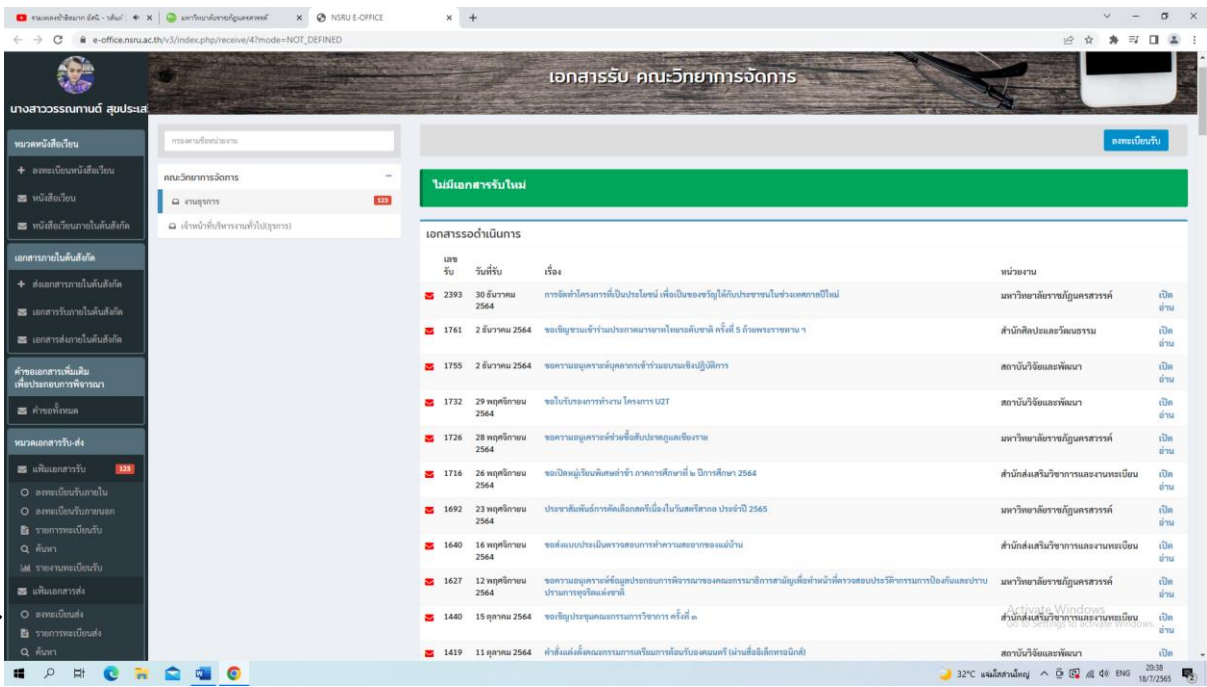 NSRU E-OFFICE
e-office.nsru.ac.th/v3/index.php/receive/4?mode=NOT_DEFINED
เอกสารรับ คณะวิทยาการจัดการ
นางสาววรรณกานต์ สุขประเส
หมวดหนังสือเวียน
ลงทะเบียนหนังสือเวียน
หนังสือเวียน
หนังสือเวียนภายในต้นสังกัด
เอกสารภายในต้นสังกัด
ส่งเอกสารภายในต้นสังกัด
เอกสารรับภายในต้นสังกัด
เอกสารส่งภายในต้นสังกัด
คำขอเอกสารเพิ่มเติม
เพื่อประกอบการพิจารณา
คำขอทั้งหมด
หมวดเอกสารรับ-ส่ง
แฟ้มเอกสารรับ 123
ลงทะเบียนรับภายใน
ลงทะเบียนรับภายนอก
รายการทะเบียนรับ
ค้นหา
รายงานทะเบียนรับ
แฟ้มเอกสารส่ง
ลงทะเบียนส่ง
รายการทะเบียนส่ง
ค้นหา
กรองตามชื่อหน่วยงาน
คณะวิทยาการจัดการ
งานธุรการ 123
เจ้าหน้าที่บริหารงานทั่วไป(ธุรการ)
ลงทะเบียนรับ
ไม่มีเอกสารรับใหม่
เอกสารรอดำเนินการ
เลข
รับ วันที่รับ เรื่อง หน่วยงาน
2393 30 ธันวาคม การจัดทำโครงการที่เป็นประโยชน์ เพื่อเป็นของขวัญให้กับประชาชนในช่วงเทศกาลปีใหม่ มหาวิทยาลัยราชภัฏนครสวรรค์ เปิด
2564 อ่าน
1761 2 ธันวาคม 2564 ขอเชิญชวนเข้าร่วมประกวดมารยาทไทยระดับชาติ ครั้งที่ 5 ถ้วยพระราชทาน ฯ สำนักศิลปะและวัฒนธรรม เปิด
อ่าน
1755 2 ธันวาคม 2564 ขอความอนุเคราะห์บุคลากรเข้าร่วมอบรมเชิงปฏิบัติการ สถาบันวิจัยและพัฒนา เปิด
อ่าน
1732 29 พฤศจิกายน ขอใบรับรองการทำงาน โครงการ U2T สถาบันวิจัยและพัฒนา เปิด
2564 อ่าน
1726 28 พฤศจิกายน ขอความอนุเคราะห์ช่วยซื้อสับปะรดภูแลเชียงราย มหาวิทยาลัยราชภัฏนครสวรรค์ เปิด
2564 อ่าน
1716 26 พฤศจิกายน ขอเปิดหมู่เรียนพิเศษล่าช้า ภาคการศึกษาที่ ๒ ปีการศึกษา 2564 สำนักส่งเสริมวิชาการและงานทะเบียน เปิด
2564 อ่าน
1692 23 พฤศจิกายน ประชาสัมพันธ์การคัดเลือกสตรีเนื่องในวันสตรีสากล ประจำปี 2565 มหาวิทยาลัยราชภัฏนครสวรรค์ เปิด
2564 อ่าน
1640 16 พฤศจิกายน ขอส่งแบบประเมินตรวจสอบการทำความสะอาดของแม่บ้าน สำนักส่งเสริมวิชาการและงานทะเบียน เปิด
2564 อ่าน
1627 12 พฤศจิกายน ขอความอนุเคราะห์ข้อมูลประกอบการพิจารณาของคณะกรรมาธิการสามัญเพื่อทำหน้าที่ตรวจสอบประวัติฯกรรมการป้องกันและปราบ มหาวิทยาลัยราชภัฏนครสวรรค์ เปิด
2564 ปรามการทุจริตแห่งชาติ อ่าน
1440 15 ตุลาคม 2564 ขอเชิญประชุมคณะกรรมการวิชาการ ครั้งที่ ๓ สำนักส่งเสริมวิชาการและงานทะเบียน เปิด
อ่าน
1419 11 ตุลาคม 2564 คำสั่งแต่งตั้งคณะกรรมการเตรียมการต้อนรับองคมนตรี (ผ่านสื่ออิเล็กทรอนิกส์) สถาบันวิจัยและพัฒนา เปิด
Activate Windows
Go to Settings to activate Windows.
32°C แจ่มใสส่วนใหญ่ ENG 20:38
18/7/2565